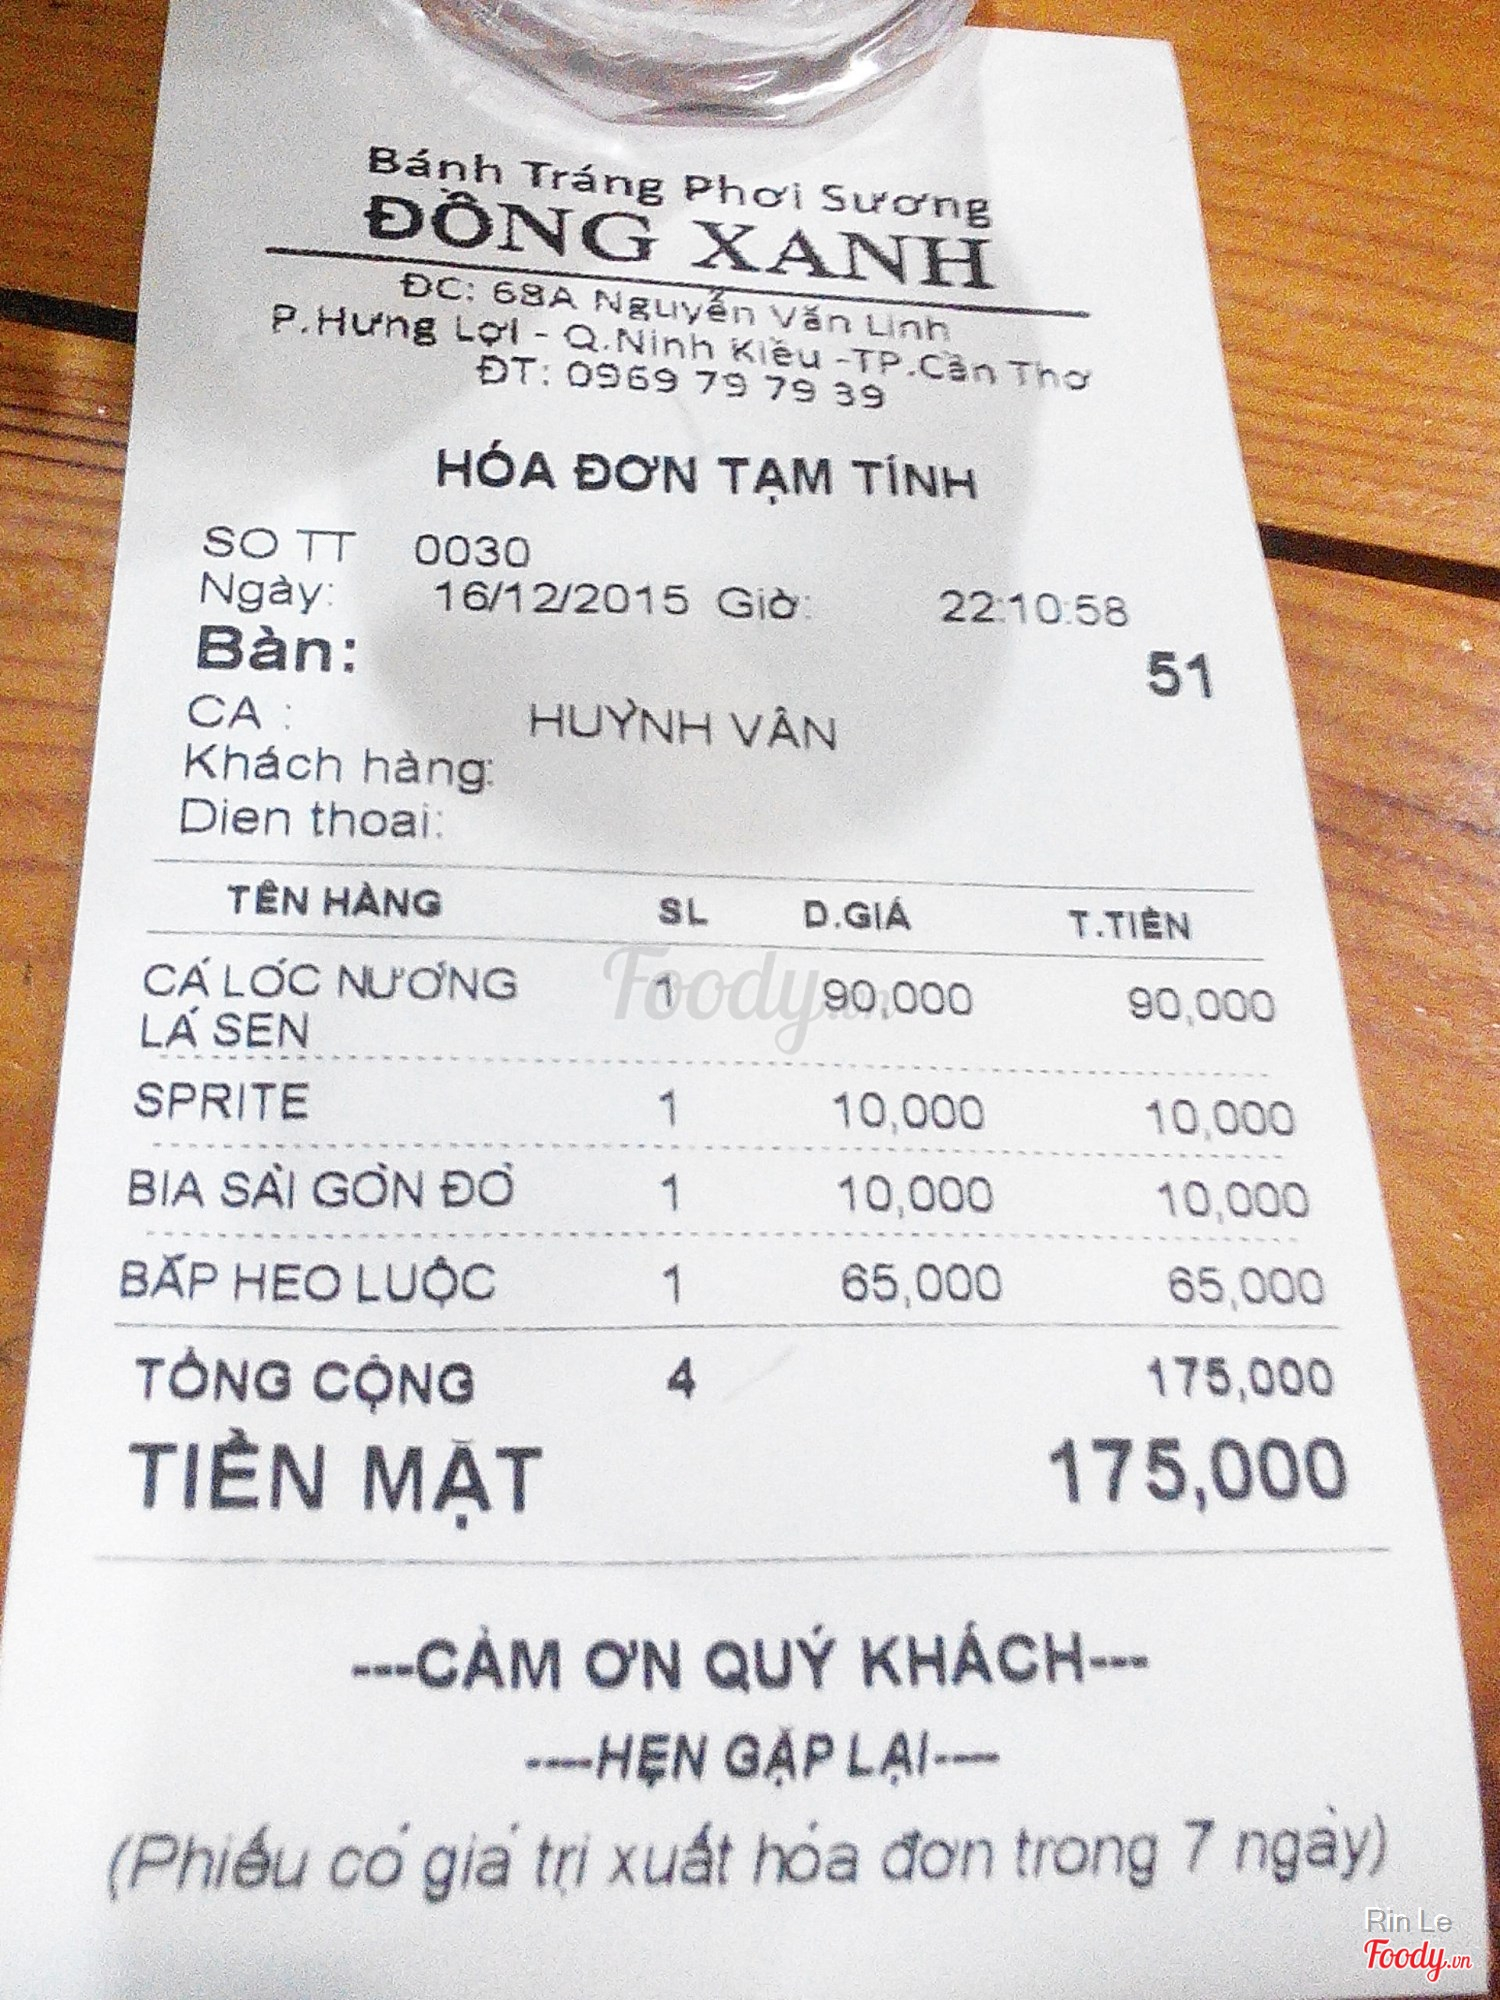 Bánh Tráng Phơi Sương
ĐỒNG XANH
ĐC: 68A Nguyễn Văn Linh
P.Hưng Lợi - Q.Ninh Kiều -TP.Cần Thơ
ĐT: 0969 79 79 39
HÓA ĐƠN TẠM TÍNH
SO TT 0030
Ngày: 16/12/2015 Giờ: 22:10:58
Bàn: 51
CA : HUỲNH VÂN
Khách hàng:
Dien thoai:
TÊN HÀNG SL D.GIÁ T.TIỀN
CÁ LÓC NƯỚNG 1 90,000 90,000
LÁ SEN
SPRITE 1 10,000 10,000
BIA SÀI GÒN ĐỎ 1 10,000 10,000
BẮP HEO LUỘC 1 65,000 65,000
TỔNG CỘNG 4 175,000
TIỀN MẶT 175,000
---CẢM ƠN QUÝ KHÁCH---
----HẸN GẶP LẠI----
(Phiếu có giá trị xuất hóa đơn trong 7 ngày)
Foody.vn
Rin Le
Foody.vn